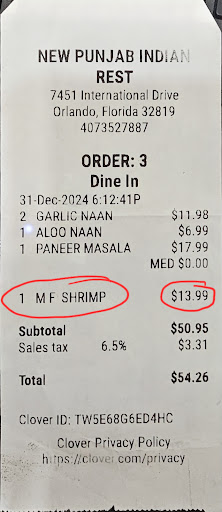 NEW PUNJAB INDIAN
REST
7451 International Drive
Orlando, Florida 32819
4073527887
ORDER: 3
Dine In
31-Dec-2024 6:12:41P
2 GARLIC NAAN $11.98
1 ALOO NAAN $6.99
1 PANEER MASALA $17.99
MED $0.00
1 M F SHRIMP $13.99
Subtotal $50.95
Sales tax 6.5% $3.31
Total $54.26
Clover ID: TW5E68G6ED4HC
Clover Privacy Policy
https://clover.com/privacy